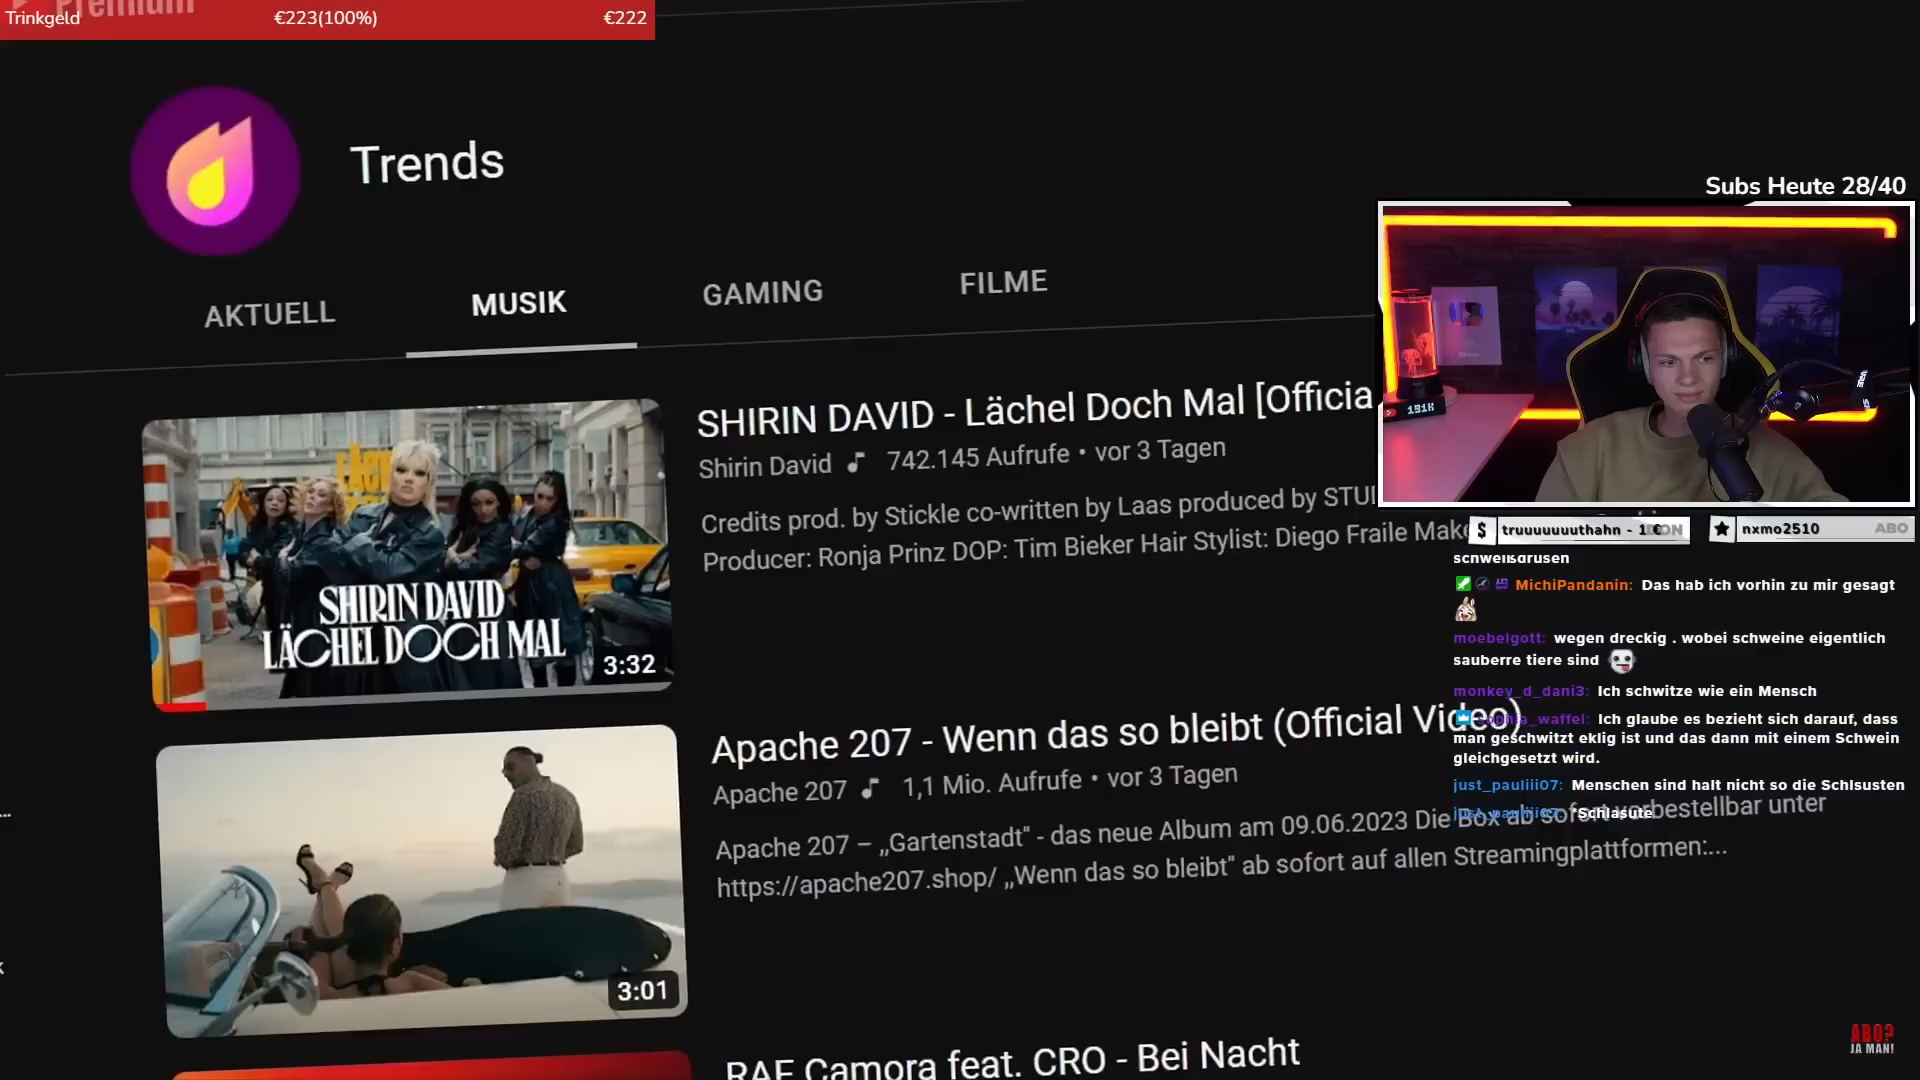 Premium
Trinkgeld €223(100%) €222
Trends
AKTUELL MUSIK GAMING FILME
SHIRIN DAVID - Lächel Doch Mal [Officia
Shirin David 742.145 Aufrufe • vor 3 Tagen
Credits prod. by Stickle co-written by Laas produced by STU
Producer: Ronja Prinz DOP: Tim Bieker Hair Stylist: Diego Fraile Make
SHIRIN DAVID
LÄCHEL DOCH MAL
3:32
Apache 207 - Wenn das so bleibt (Official Video)
Apache 207 1,1 Mio. Aufrufe • vor 3 Tagen
Apache 207 – „Gartenstadt" - das neue Album am 09.06.2023 Die Box ab sofort vorbestellbar unter
https://apache207.shop/ „Wenn das so bleibt" ab sofort auf allen Streamingplattformen:...
3:01
RAF Camora feat. CRO - Bei Nacht
Subs Heute 28/40
191K
$ truuuuuuuthahn - 1 €
nxmo2510 ABO
schweißdrüsen
MichiPandanin: Das hab ich vorhin zu mir gesagt
moebelgott: wegen dreckig . wobei schweine eigentlich
sauberre tiere sind
monkey_d_dani3: Ich schwitze wie ein Mensch
sophia_waffel: Ich glaube es bezieht sich darauf, dass
man geschwitzt eklig ist und das dann mit einem Schwein
gleichgesetzt wird.
just_pauliii07: Menschen sind halt nicht so die Schlsusten
just_pauliii07: *Schlasute
ABO?
JA MAN!